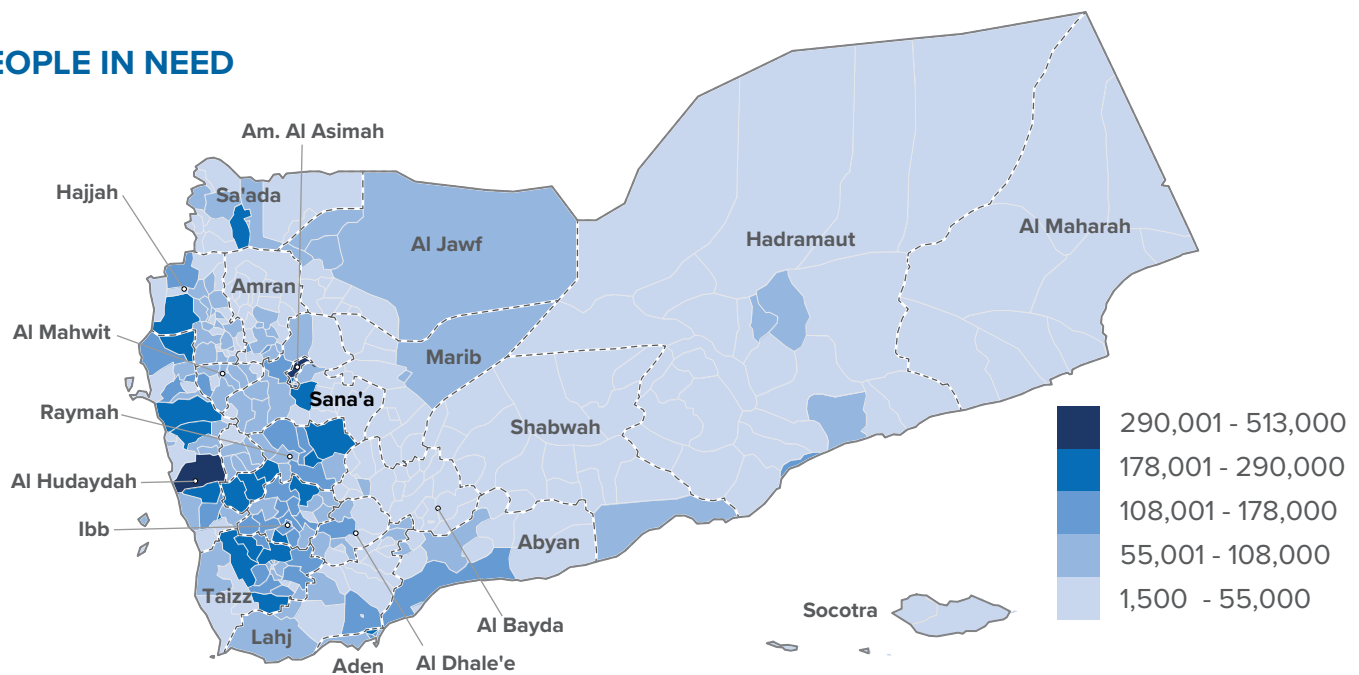 EOPLE IN NEED
Am. Al Asimah
Hajjah
Sa'ada
Al Jawf
Hadramaut
Al Maharah
Amran
Al Mahwit
Marib
Sana'a
Raymah
Shabwah
Al Hudaydah
Ibb
Abyan
Taizz
Al Bayda
Lahj
Aden
Al Dhale'e
Socotra
290,001 - 513,000
178,001 - 290,000
108,001 - 178,000
55,001 - 108,000
1,500 - 55,000